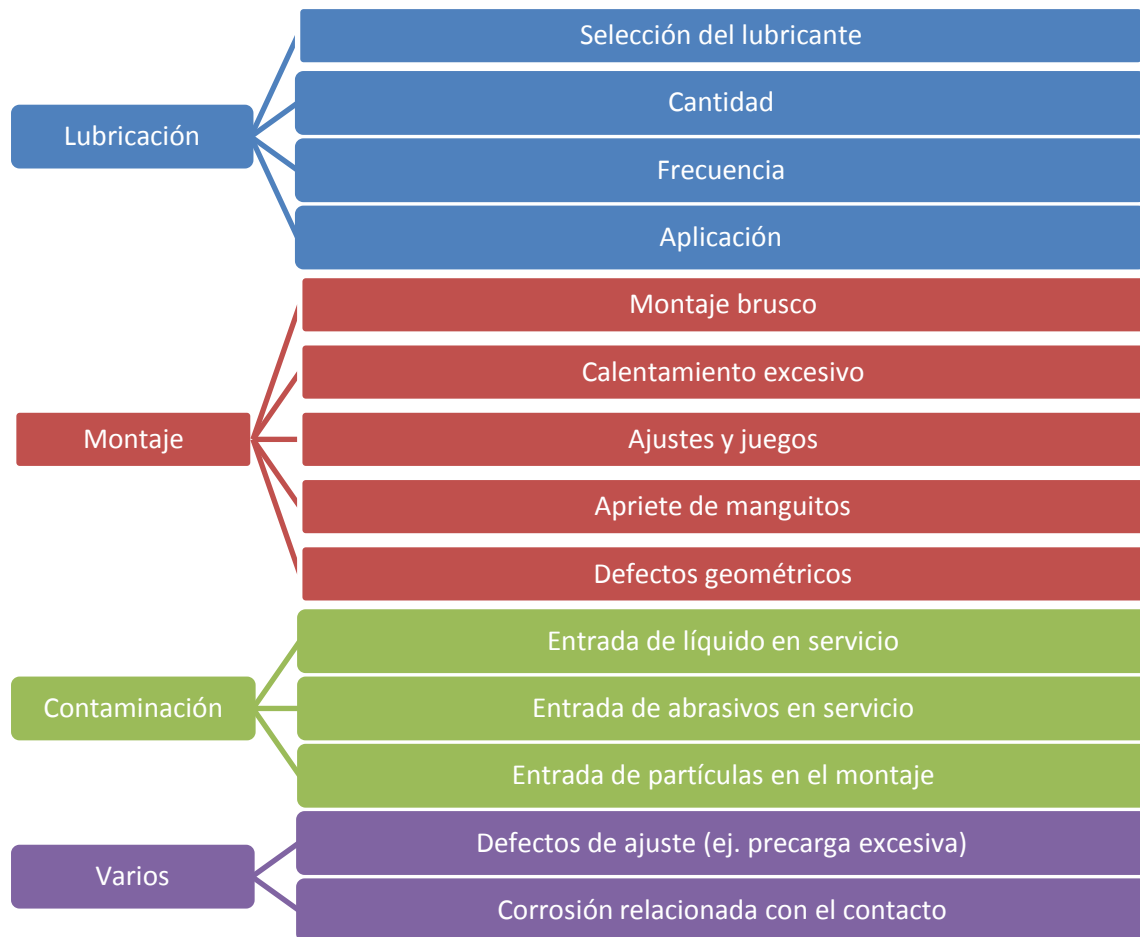 Lubricación
Selección del lubricante
Cantidad
Frecuencia
Aplicación
Montaje
Montaje brusco
Calentamiento excesivo
Ajustes y juegos
Apriete de manguitos
Defectos geométricos
Contaminación
Entrada de líquido en servicio
Entrada de abrasivos en servicio
Entrada de partículas en el montaje
Varios
Defectos de ajuste (ej. precarga excesiva)
Corrosión relacionada con el contacto